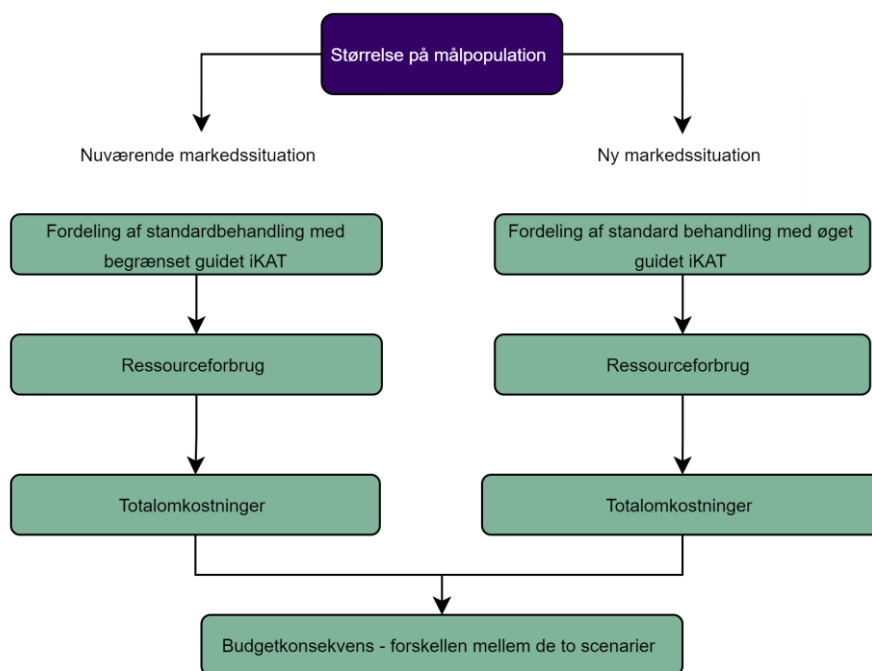 Størrelse på målpopulation
Nuværende markedssituation
Ny markedssituation
Fordeling af standardbehandling med
begrænset guidet iKAT
Fordeling af standard behandling med øget
guidet iKAT
Ressourceforbrug
Ressourceforbrug
Totalomkostninger
Totalomkostninger
Budgetkonsekvens - forskellen mellem de to scenarier